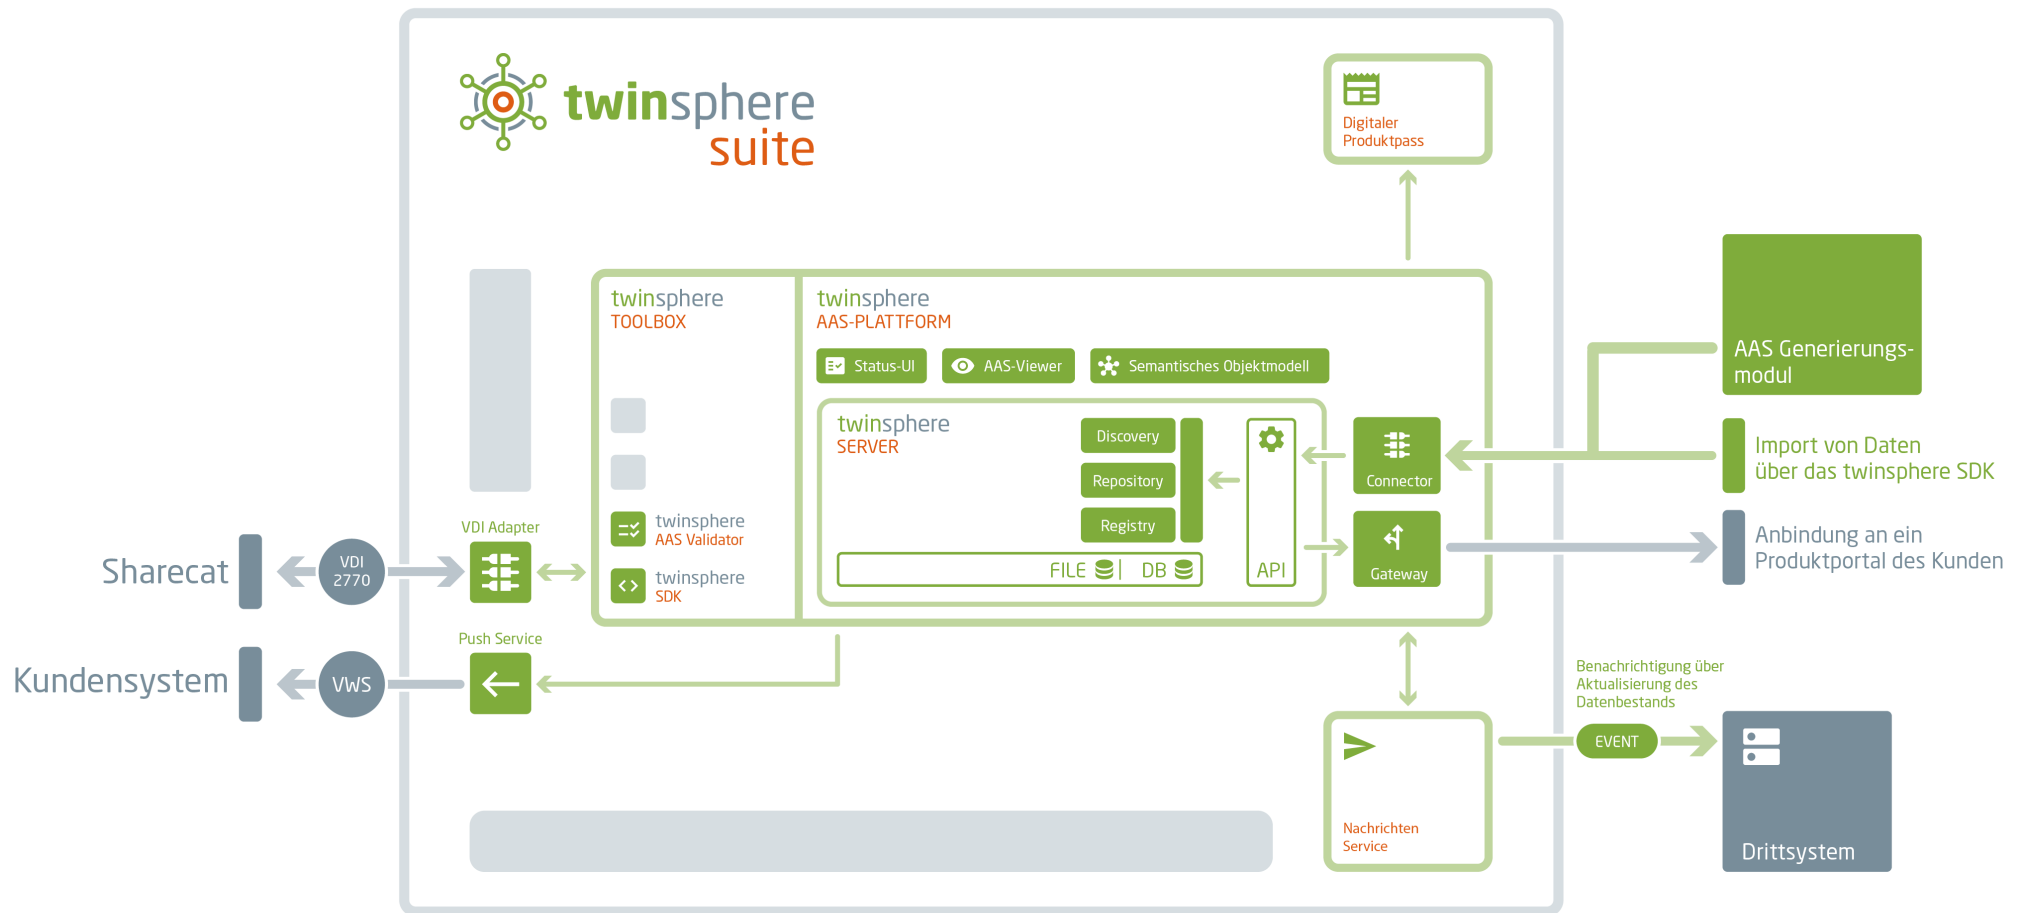 twinsphere
suite
Digitaler
Produktpass
twinsphere
TOOLBOX
twinsphere
AAS-PLATTFORM
Status-UI
AAS-Viewer
Semantisches Objektmodell
twinsphere
SERVER
Discovery
Repository
Registry
FILE
DB
API
Connector
Gateway
twinsphere
AAS Validator
twinsphere
SDK
VDI Adapter
Push Service
Sharecat
VDI
2770
Kundensystem
VWS
AAS Generierungs-
modul
Import von Daten
über das twinsphere SDK
Anbindung an ein
Produktportal des Kunden
Benachrichtigung über
Aktualisierung des
Datenbestands
EVENT
Nachrichten
Service
Drittsystem